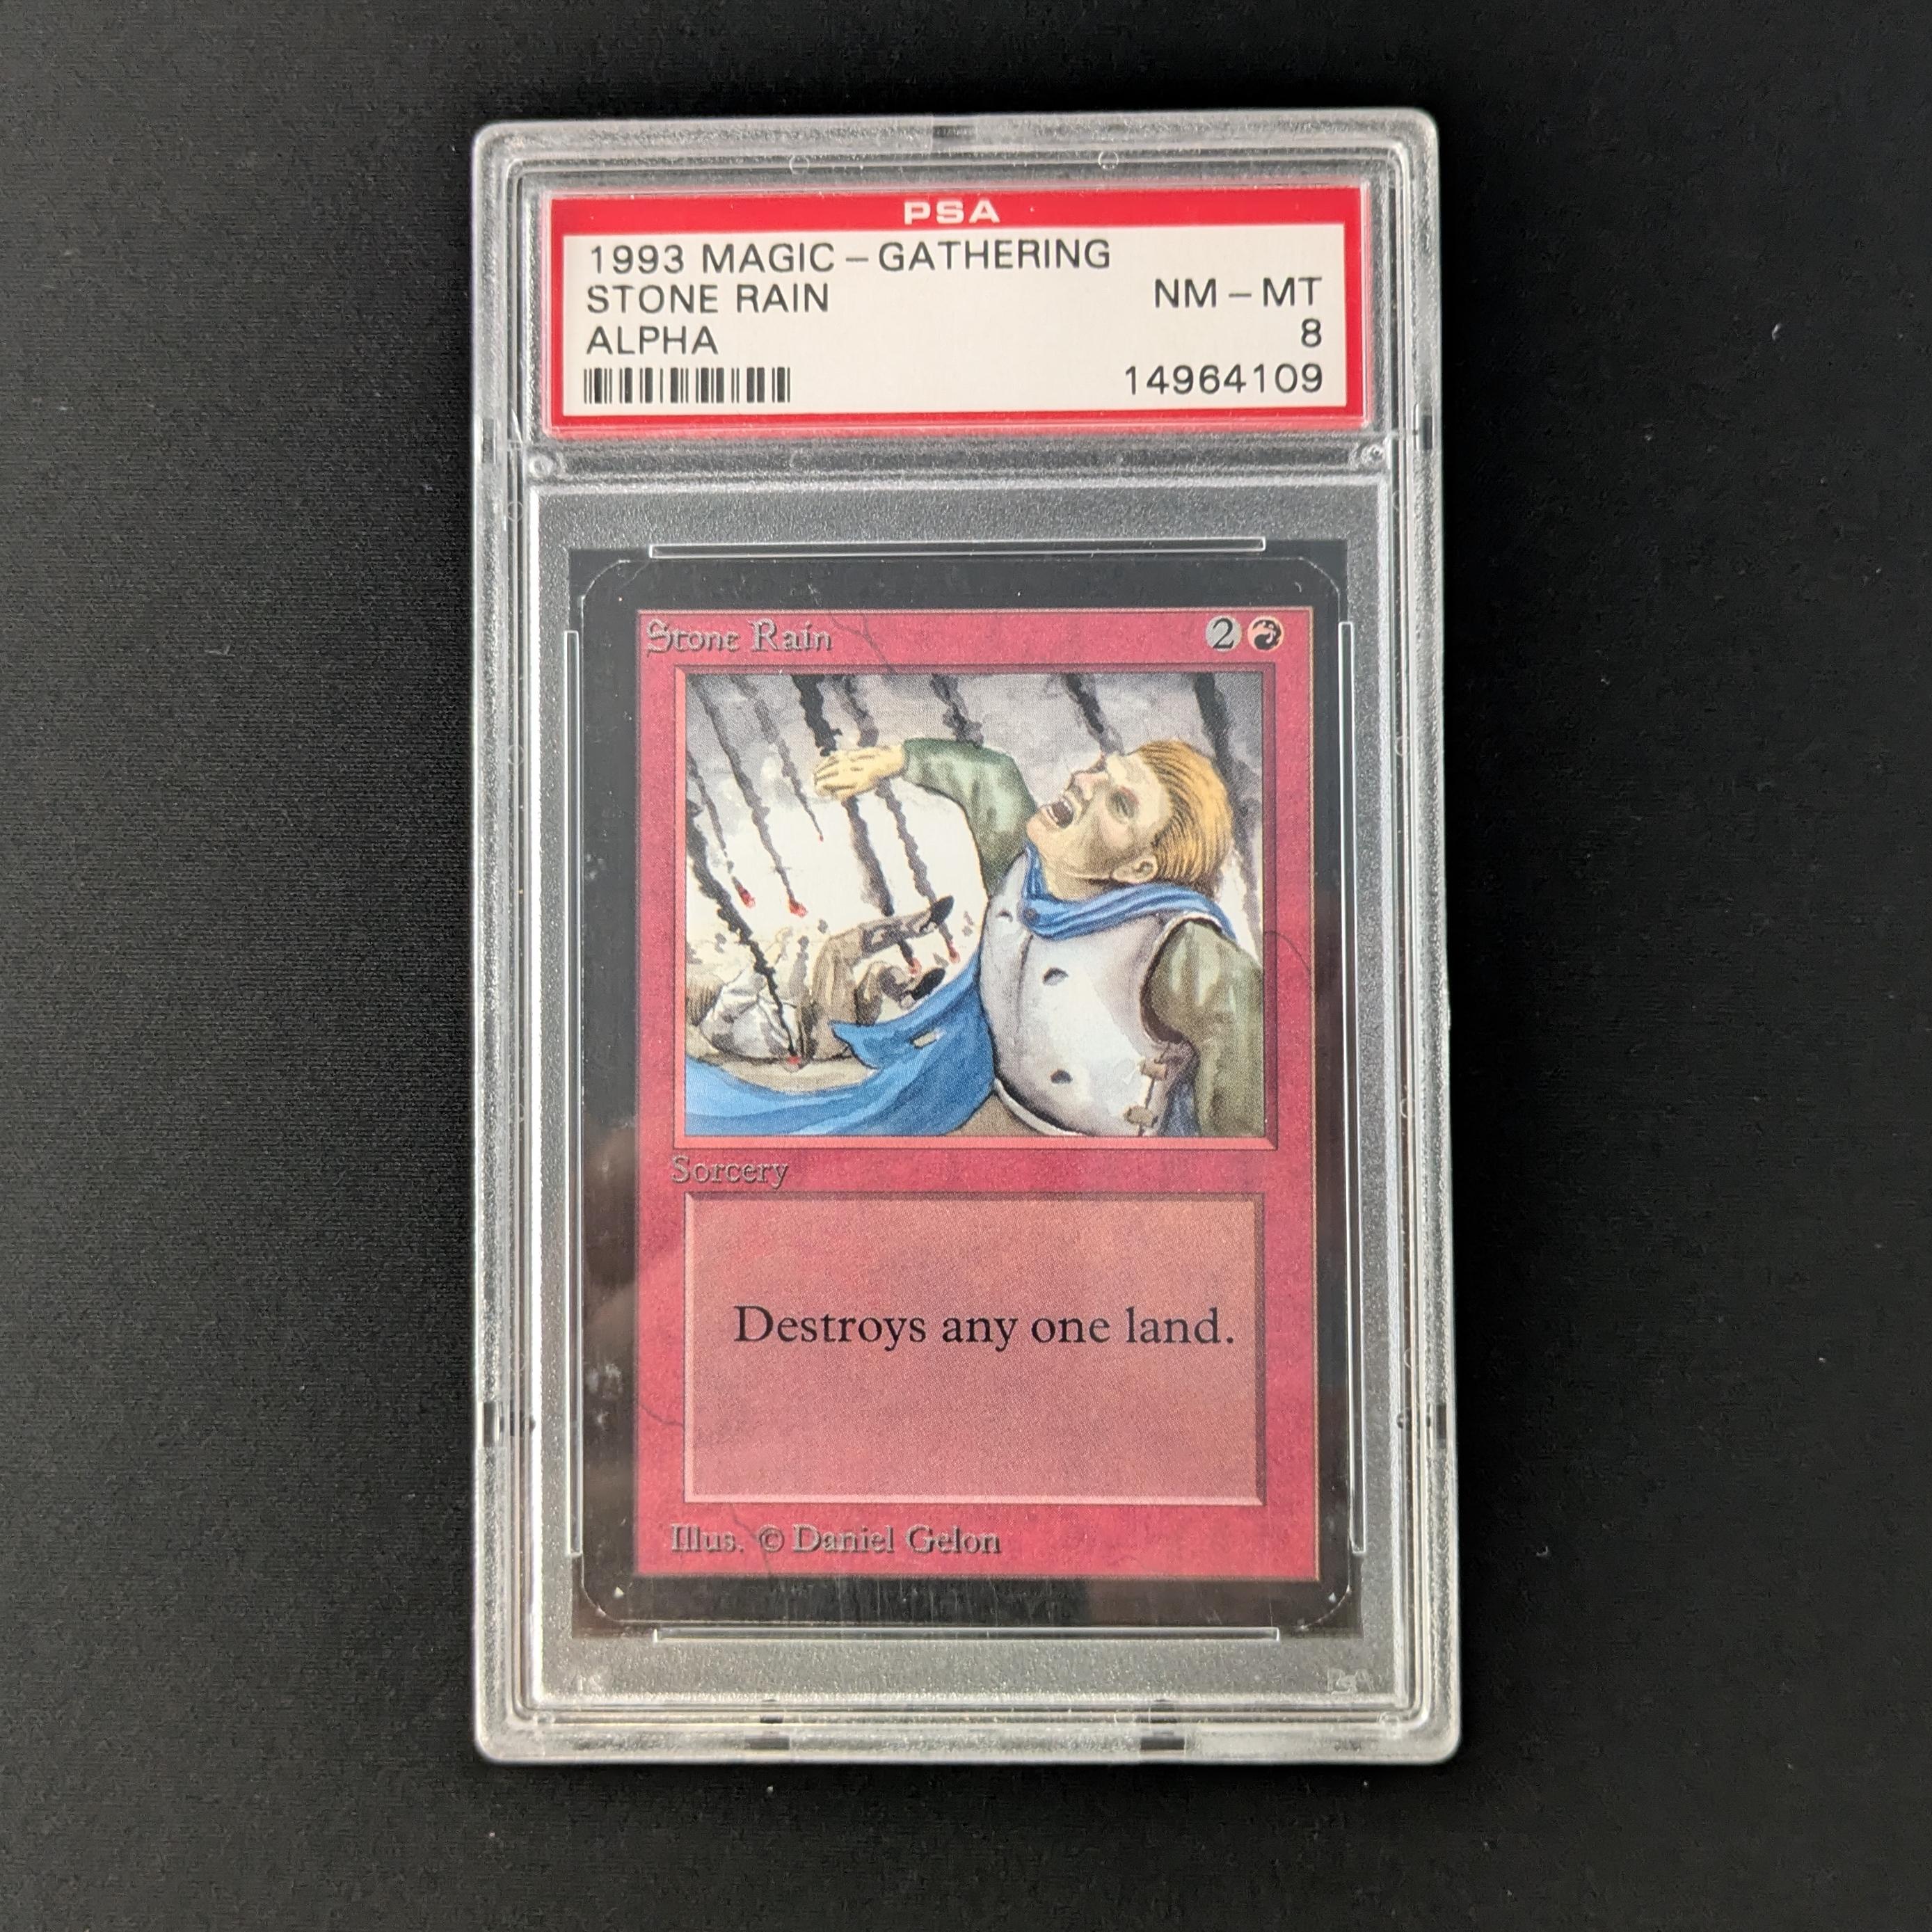 PSA
1993 MAGIC-GATHERING
STONE RAIN
NM-MT
ALPHA
8
14964109
Stone Rain
2
Sorcery
Destroys any one land.
Illus. © Daniel Gelon